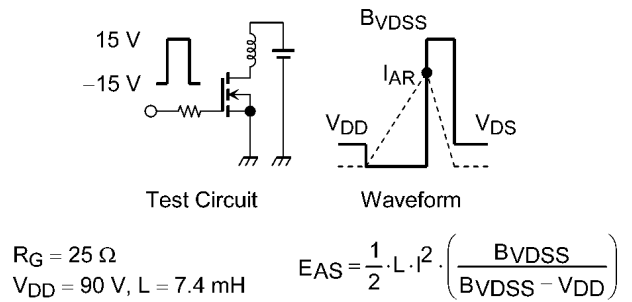 15 V
−15 V
BVDSS
IAR
VDD
VDS
Test Circuit
Waveform
RG = 25 Ω
VDD = 90 V, L = 7.4 mH
EAS = 1/2 · L · I² · (BVDSS / (BVDSS − VDD))